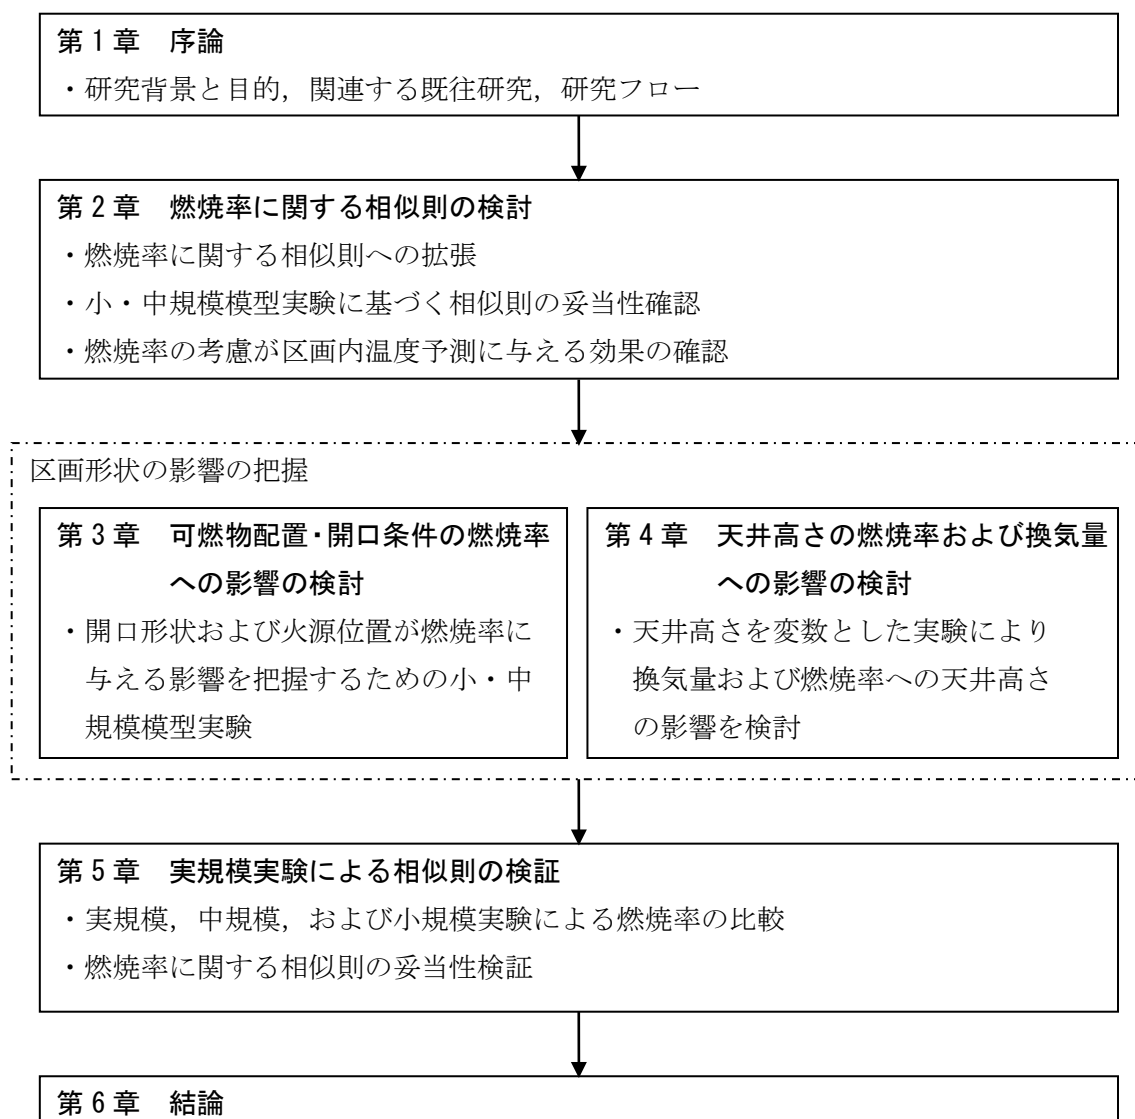 第1章 序論
・研究背景と目的，関連する既往研究，研究フロー
第2章 燃焼率に関する相似則の検討
・燃焼率に関する相似則への拡張
・小・中規模模型実験に基づく相似則の妥当性確認
・燃焼率の考慮が区画内温度予測に与える効果の確認
区画形状の影響の把握
第3章 可燃物配置・開口条件の燃焼率
への影響の検討
・開口形状および火源位置が燃焼率に
与える影響を把握するための小・中
規模模型実験
第4章 天井高さの燃焼率および換気量
への影響の検討
・天井高さを変数とした実験により
換気量および燃焼率への天井高さ
の影響を検討
第5章 実規模実験による相似則の検証
・実規模，中規模，および小規模実験による燃焼率の比較
・燃焼率に関する相似則の妥当性検証
第6章 結論